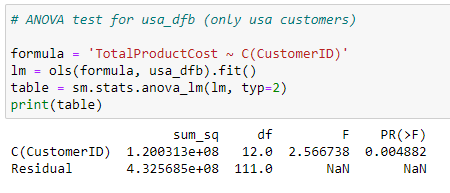 # ANOVA test for usa_dfb (only usa customers)
formula = 'TotalProductCost ~ C(CustomerID)'
lm = ols(formula, usa_dfb).fit()
table = sm.stats.anova_lm(lm, typ=2)
print(table)
sum_sq df F PR(>F)
C(CustomerID) 1.200313e+08 12.0 2.566738 0.004882
Residual 4.325685e+08 111.0 NaN NaN